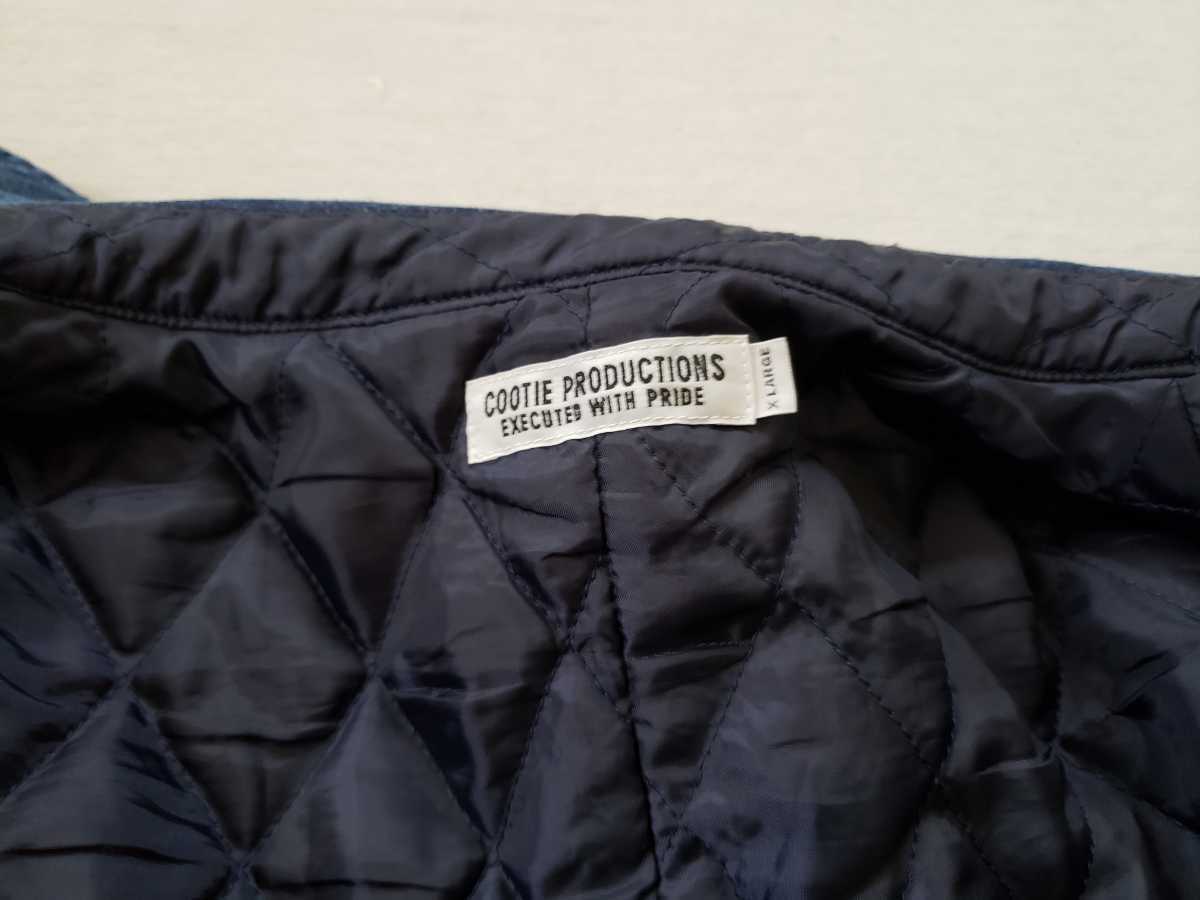 COOTIE PRODUCTIONS
EXECUTED WITH PRIDE
X LARGE